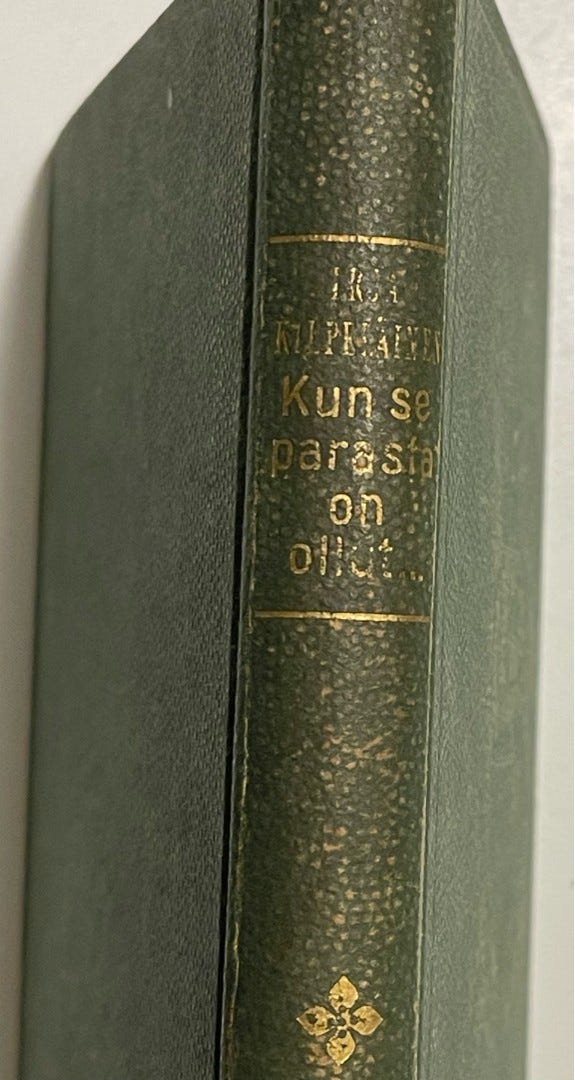 IRJA
KILPELÄINEN
Kun se
parasta
on
ollut...